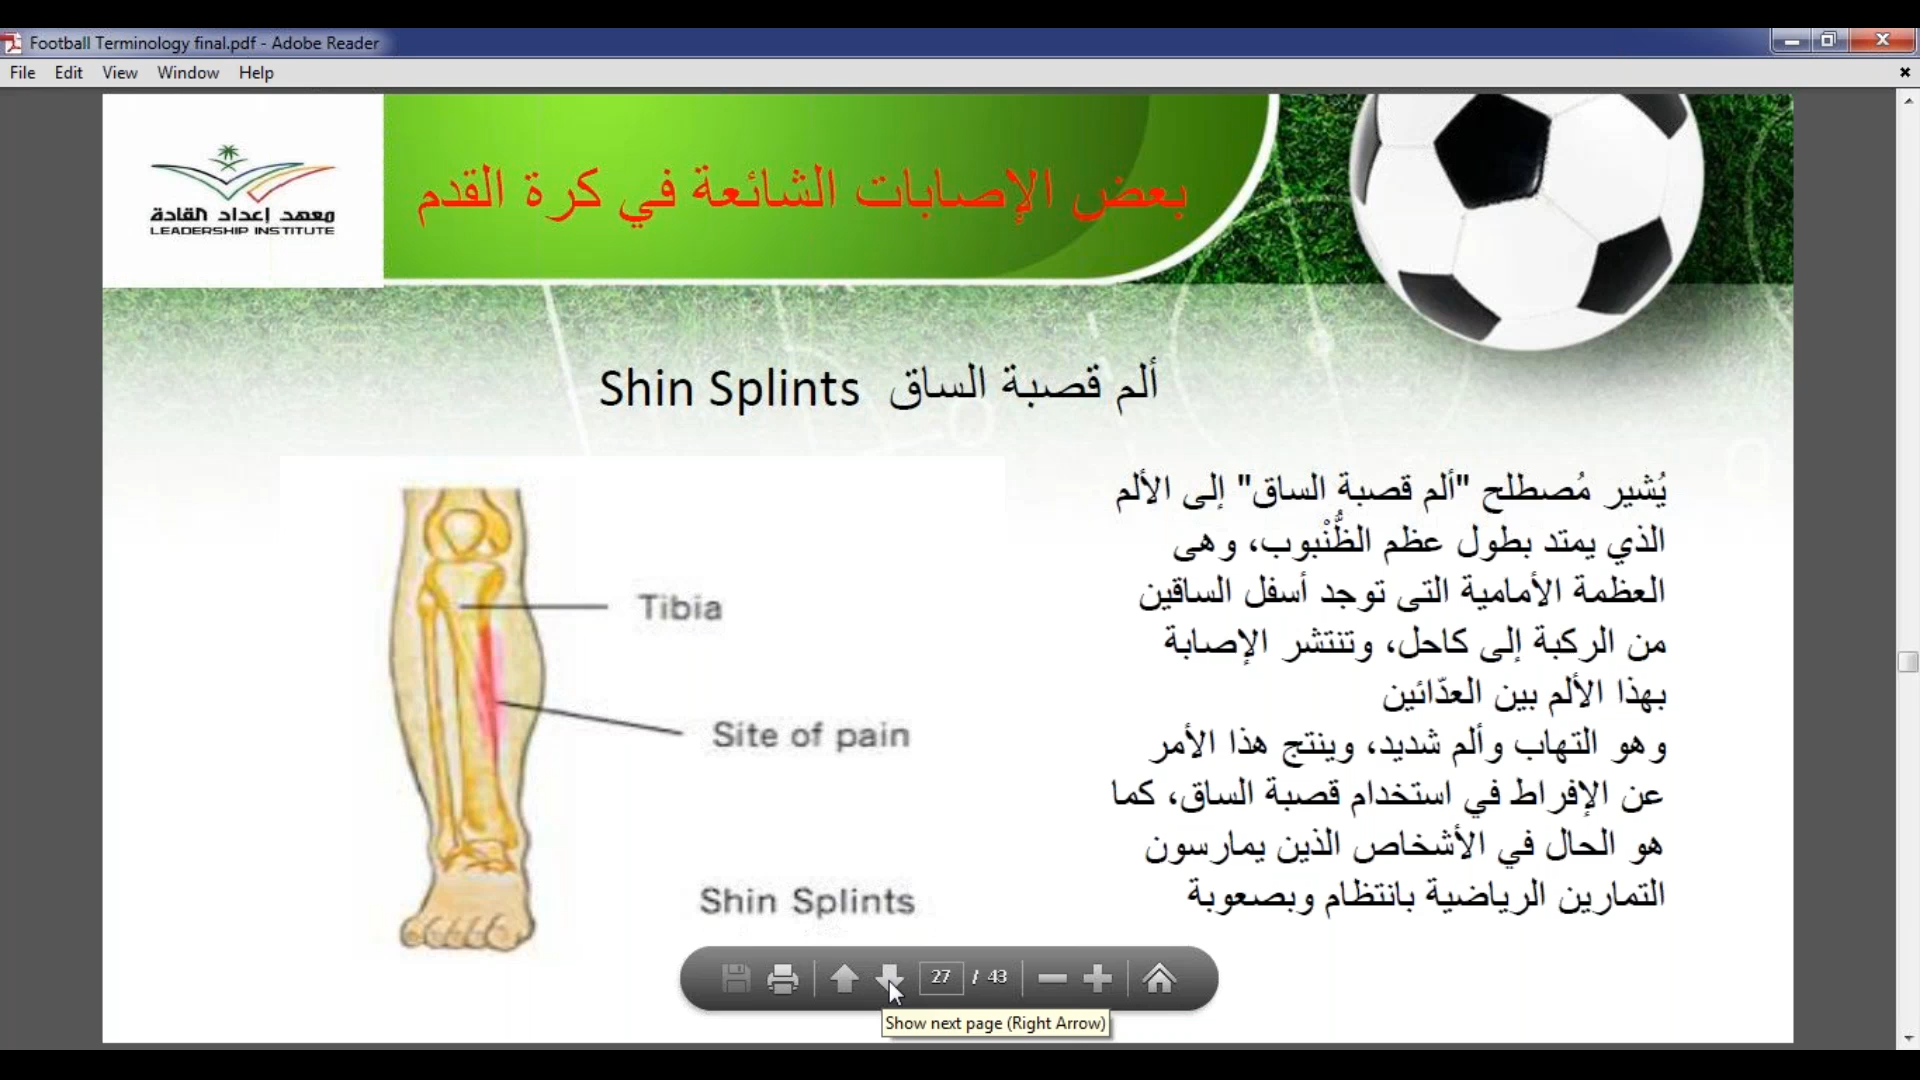 Football Terminology final.pdf - Adobe Reader
File Edit View Window Help
معهد إعداد القادة
LEADERSHIP INSTITUTE
بعض الإصابات الشائعة في كرة القدم
ألم قصبة الساق Shin Splints
يُشير مُصطلح "ألم قصبة الساق" إلى الألم
الذي يمتد بطول عظم الظُّنْبوب، وهى
العظمة الأمامية التى توجد أسفل الساقين
من الركبة إلى كاحل، وتنتشر الإصابة
بهذا الألم بين العدّائين
وهو التهاب وألم شديد، وينتج هذا الأمر
عن الإفراط في استخدام قصبة الساق، كما
هو الحال في الأشخاص الذين يمارسون
التمارين الرياضية بانتظام وبصعوبة
Tibia
Site of pain
Shin Splints
27 / 43
Show next page (Right Arrow)